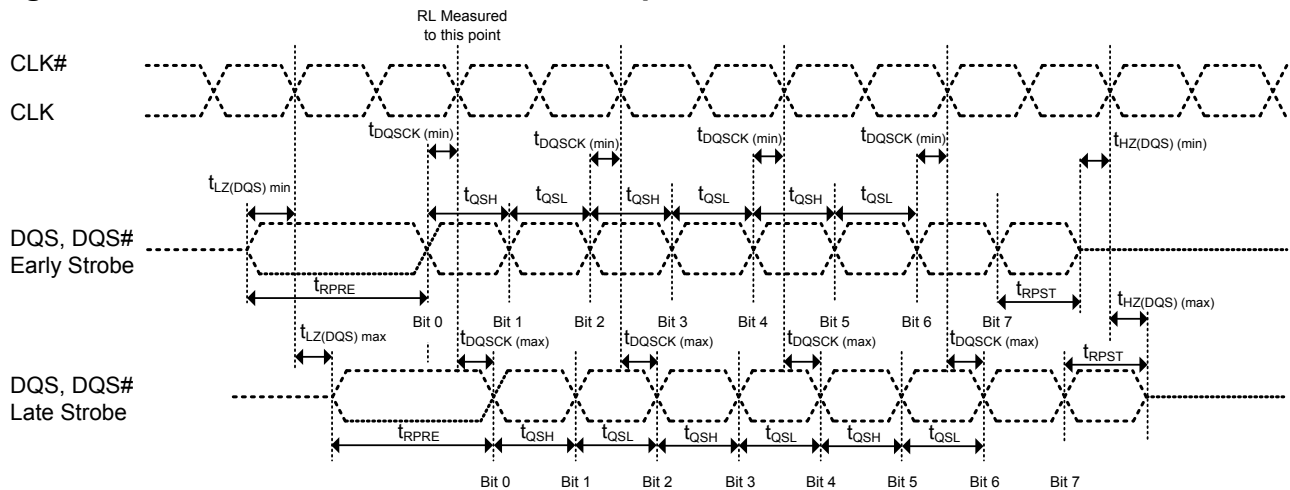 RL Measured
to this point
CLK#
CLK
tDQSCK (min) tDQSCK (min) tDQSCK (min) tDQSCK (min) tHZ(DQS) (min)
tLZ(DQS) min
tQSH tQSL tQSH tQSL tQSH tQSL
DQS, DQS#
Early Strobe
tRPRE tRPST tHZ(DQS) (max)
Bit 0 Bit 1 Bit 2 Bit 3 Bit 4 Bit 5 Bit 6 Bit 7
tLZ(DQS) max tDQSCK (max) tDQSCK (max) tDQSCK (max) tDQSCK (max) tRPST
DQS, DQS#
Late Strobe
tRPRE tQSH tQSL tQSH tQSL tQSH tQSL
Bit 0 Bit 1 Bit 2 Bit 3 Bit 4 Bit 5 Bit 6 Bit 7